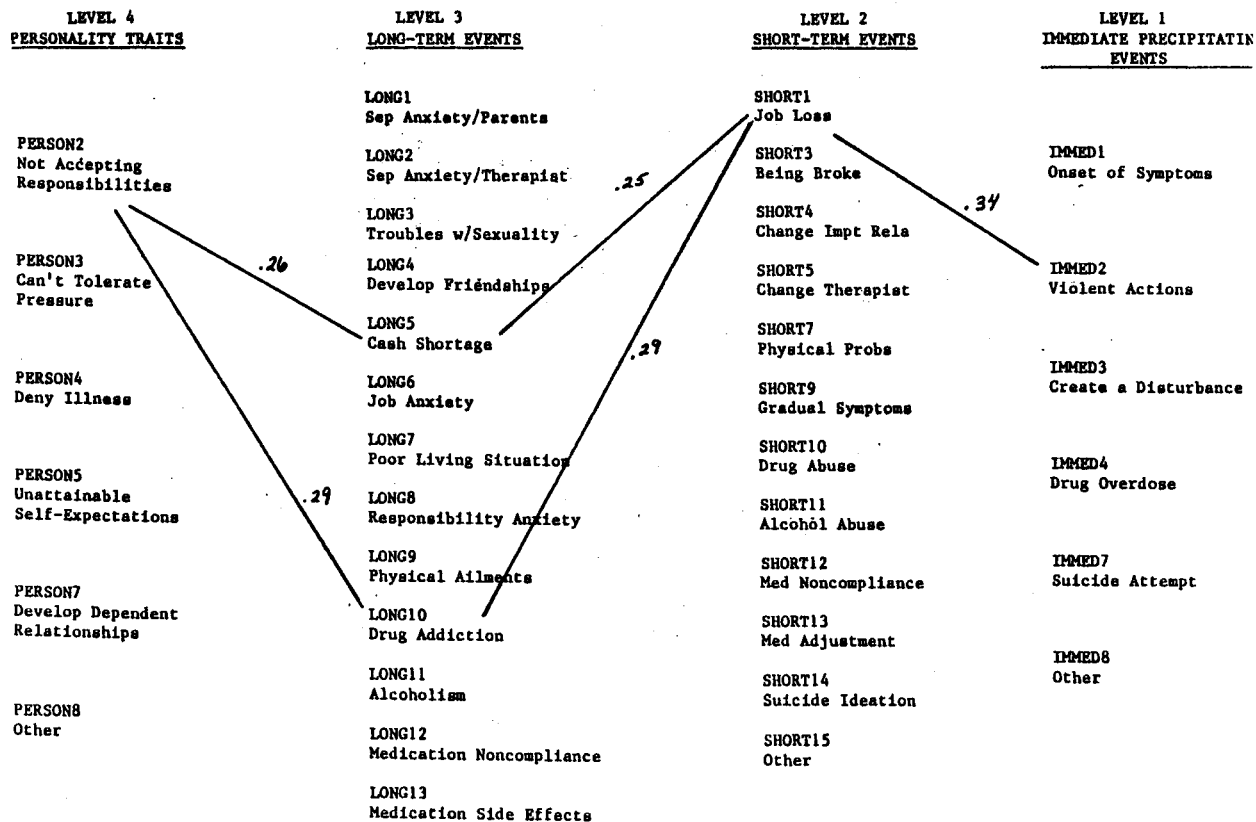 LEVEL 4
PERSONALITY TRAITS
PERSON2
Not Accepting
Responsibilities
PERSON3
Can't Tolerate
Pressure
PERSON4
Deny Illness
PERSON5
Unattainable
Self-Expectations
PERSON7
Develop Dependent
Relationships
PERSON8
Other
.26
.29
LEVEL 3
LONG-TERM EVENTS
LONG1
Sep Anxiety/Parents
LONG2
Sep Anxiety/Therapist
LONG3
Troubles w/Sexuality
LONG4
Develop Friendships
LONG5
Cash Shortage
LONG6
Job Anxiety
LONG7
Poor Living Situation
LONG8
Responsibility Anxiety
LONG9
Physical Ailments
LONG10
Drug Addiction
LONG11
Alcoholism
LONG12
Medication Noncompliance
LONG13
Medication Side Effects
.25
.29
LEVEL 2
SHORT-TERM EVENTS
SHORT1
Job Loss
SHORT3
Being Broke
SHORT4
Change Impt Rela
SHORT5
Change Therapist
SHORT7
Physical Probs
SHORT9
Gradual Symptoms
SHORT10
Drug Abuse
SHORT11
Alcohol Abuse
SHORT12
Med Noncompliance
SHORT13
Med Adjustment
SHORT14
Suicide Ideation
SHORT15
Other
.34
LEVEL 1
IMMEDIATE PRECIPITATIN
EVENTS
IMMED1
Onset of Symptoms
IMMED2
Violent Actions
IMMED3
Create a Disturbance
IMMED4
Drug Overdose
IMMED7
Suicide Attempt
IMMED8
Other